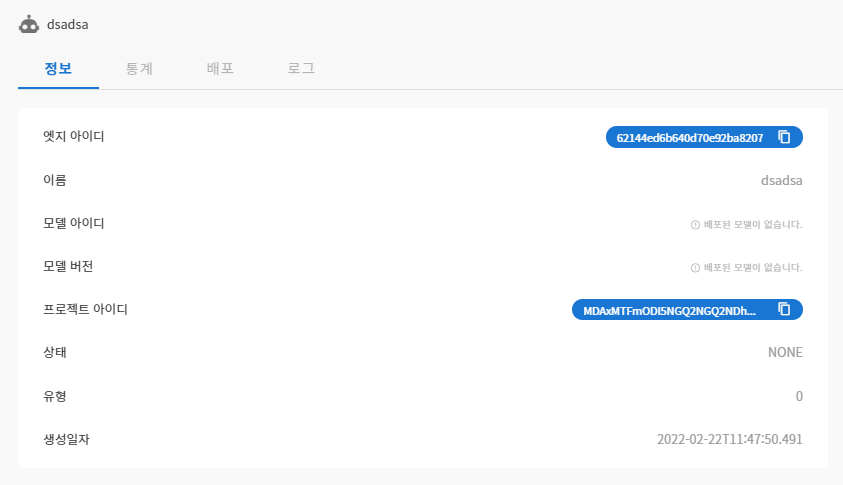 dsadsa
정보 통계 배포 로그
엣지 아이디 62144ed6b640d70e92ba8207
이름 dsadsa
모델 아이디 배포된 모델이 없습니다.
모델 버전 배포된 모델이 없습니다.
프로젝트 아이디 MDAxMTFmODI5NGQ2NGQ2NDh...
상태 NONE
유형 0
생성일자 2022-02-22T11:47:50.491